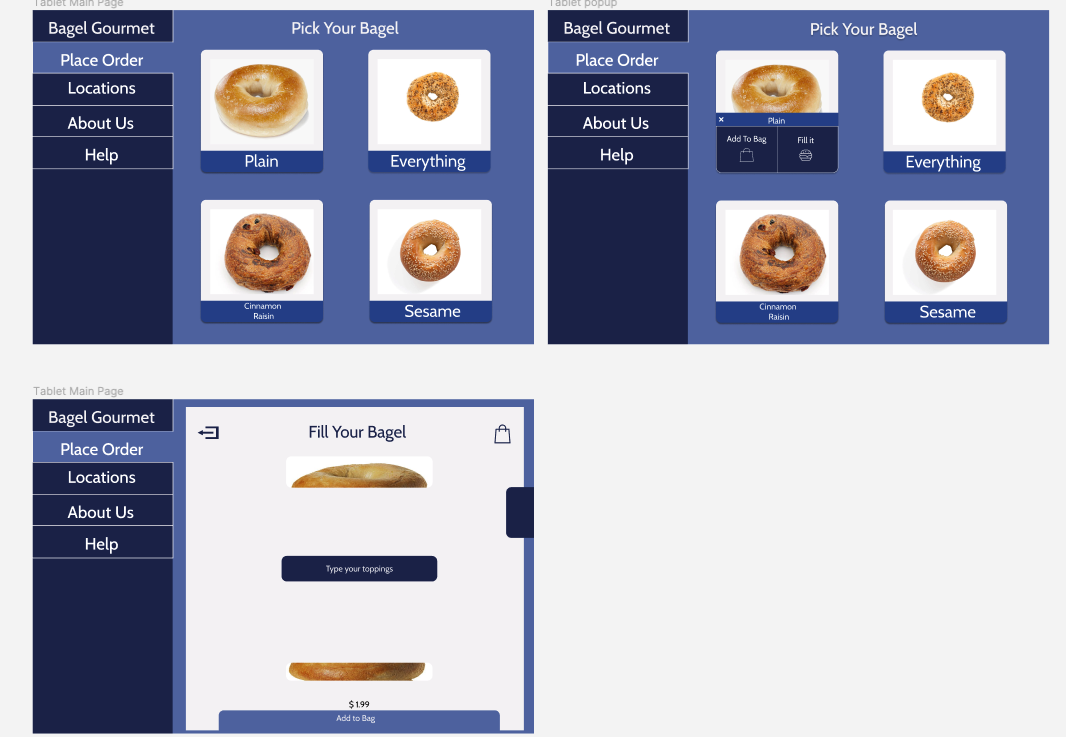 Tablet Main Page
Bagel Gourmet
Place Order
Locations
About Us
Help
Pick Your Bagel
Plain
Everything
Cinnamon
Raisin
Sesame
Tablet popup
Bagel Gourmet
Place Order
Locations
About Us
Help
Pick Your Bagel
× Plain
Add To Bag
Fill it
Everything
Cinnamon
Raisin
Sesame
Tablet Main Page
Bagel Gourmet
Place Order
Locations
About Us
Help
Fill Your Bagel
Type your toppings
$ 1.99
Add to Bag